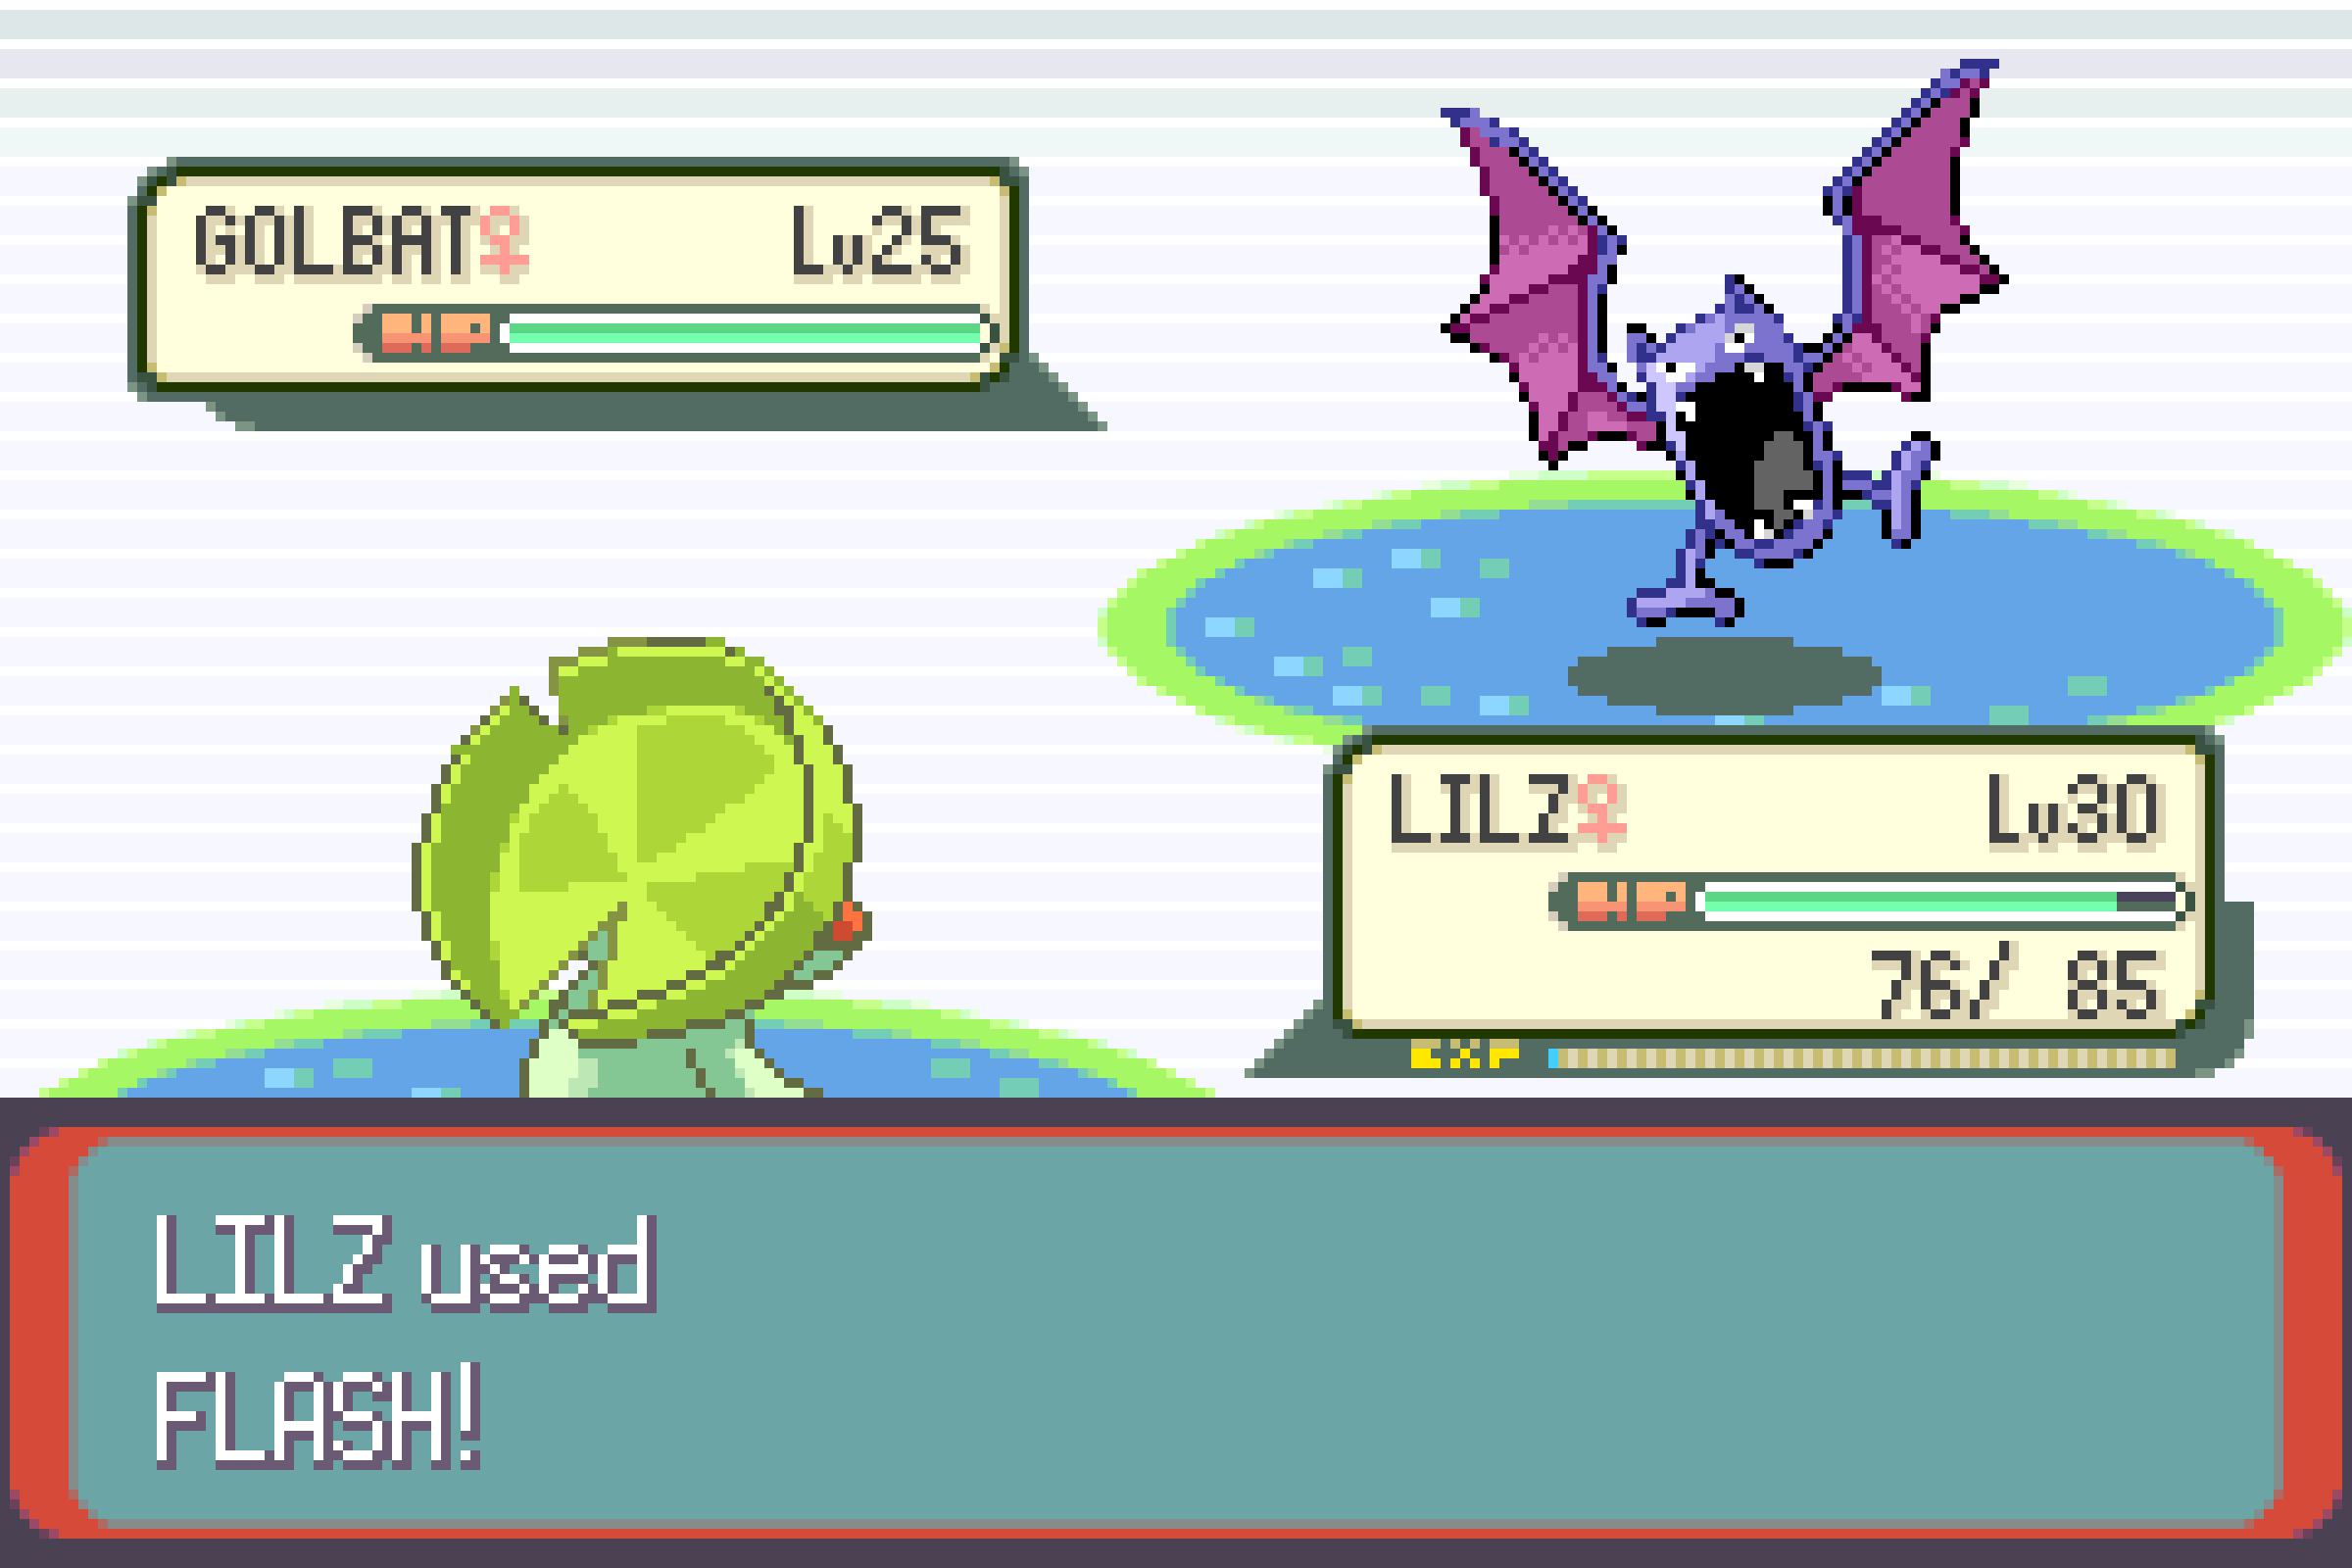 GOLBAT♀ Lv25
HP
LILZ♀ Lv30
HP
76/ 85
EXP
LILZ used
FLASH!